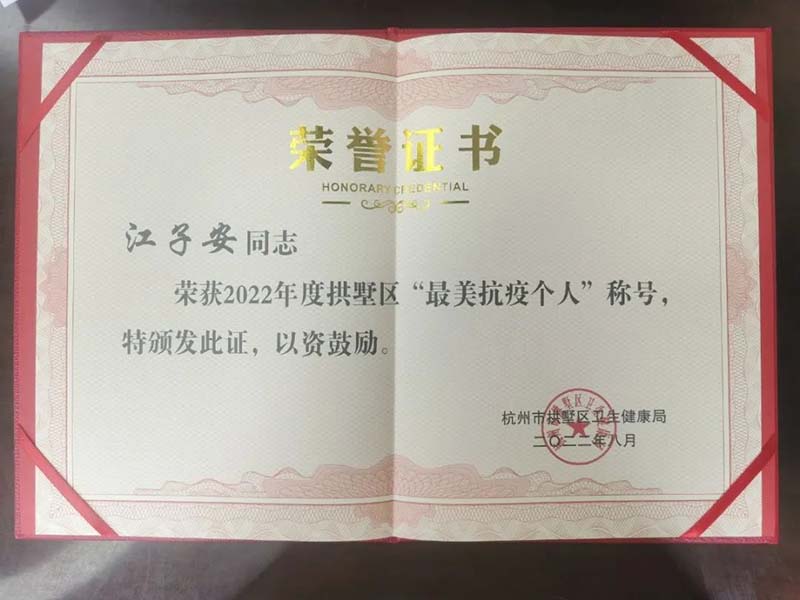 荣誉证书
HONORARY CREDENTIAL
江子安同志
荣获2022年度拱墅区“最美抗疫个人”称号，
特颁发此证，以资鼓励。
杭州市拱墅区卫生健康局
二〇二二年八月